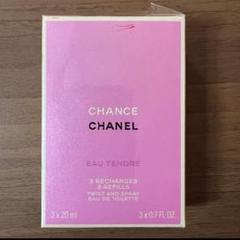 CHANCE
CHANEL
EAU TENDRE
3 RECHARGES
3 REFILLS
TWIST AND SPRAY
EAU DE TOILETTE
3 x 20 ml 3 x 0.7 FL. OZ.